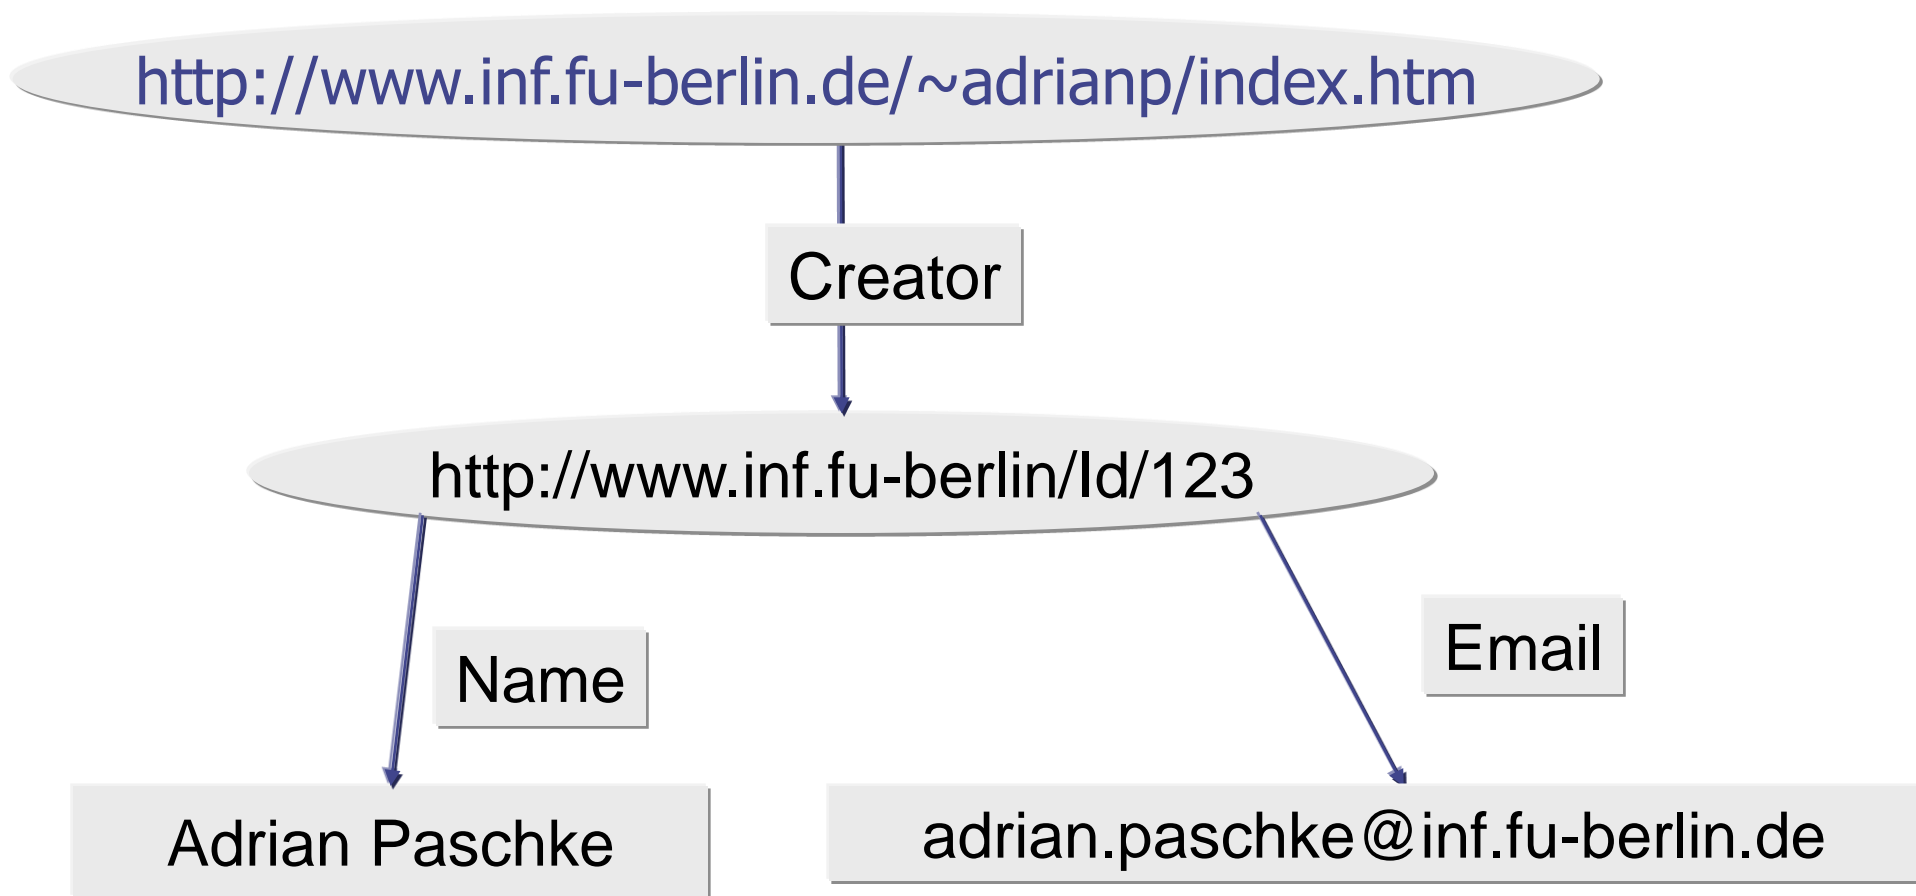 http://www.inf.fu-berlin.de/~adrianp/index.htm
Creator
http://www.inf.fu-berlin/Id/123
Name
Email
Adrian Paschke
adrian.paschke@inf.fu-berlin.de